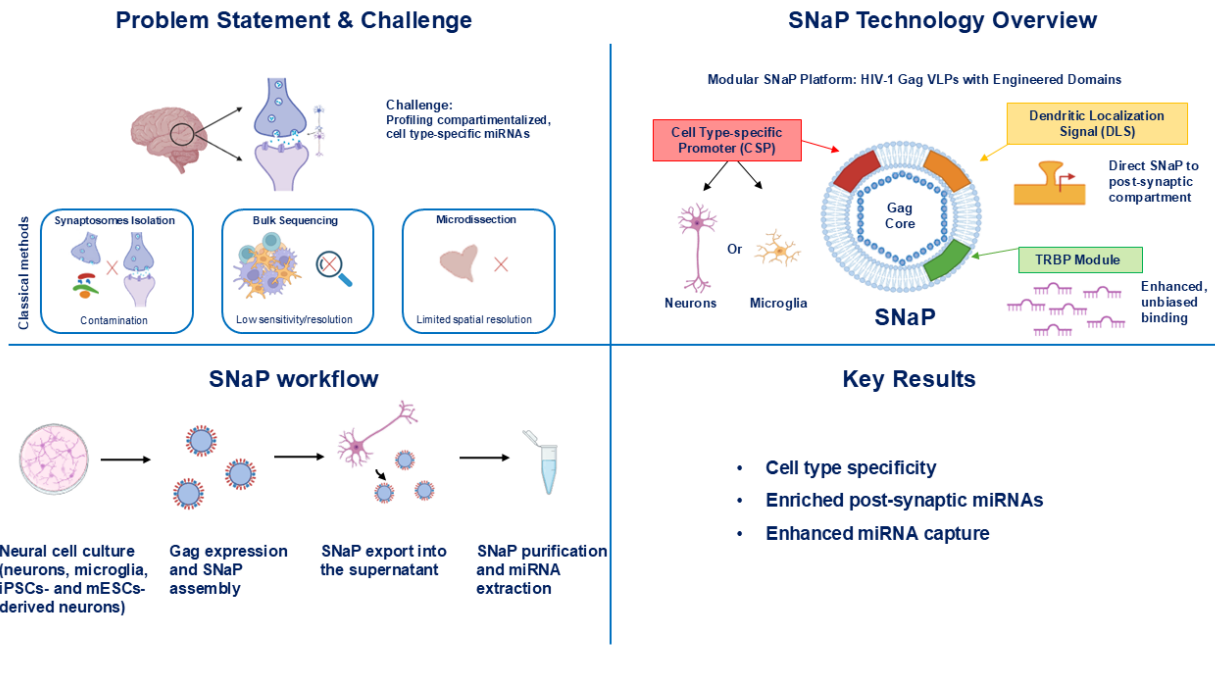 Problem Statement & Challenge
Challenge:
Profiling compartimentalized,
cell type-specific miRNAs
Classical methods
Synaptosomes Isolation
Contamination
Bulk Sequencing
Low sensitivity/resolution
Microdissection
Limited spatial resolution
SNaP Technology Overview
Modular SNaP Platform: HIV-1 Gag VLPs with Engineered Domains
Cell Type-specific
Promoter (CSP)
Neurons
Or
Microglia
Gag
Core
SNaP
Dendritic Localization
Signal (DLS)
Direct SNaP to
post-synaptic
compartment
TRBP Module
Enhanced,
unbiased
binding
SNaP workflow
Neural cell culture
(neurons, microglia,
iPSCs- and mESCs-
derived neurons)
Gag expression
and SNaP
assembly
SNaP export into
the supernatant
SNaP purification
and miRNA
extraction
Key Results
• Cell type specificity
• Enriched post-synaptic miRNAs
• Enhanced miRNA capture